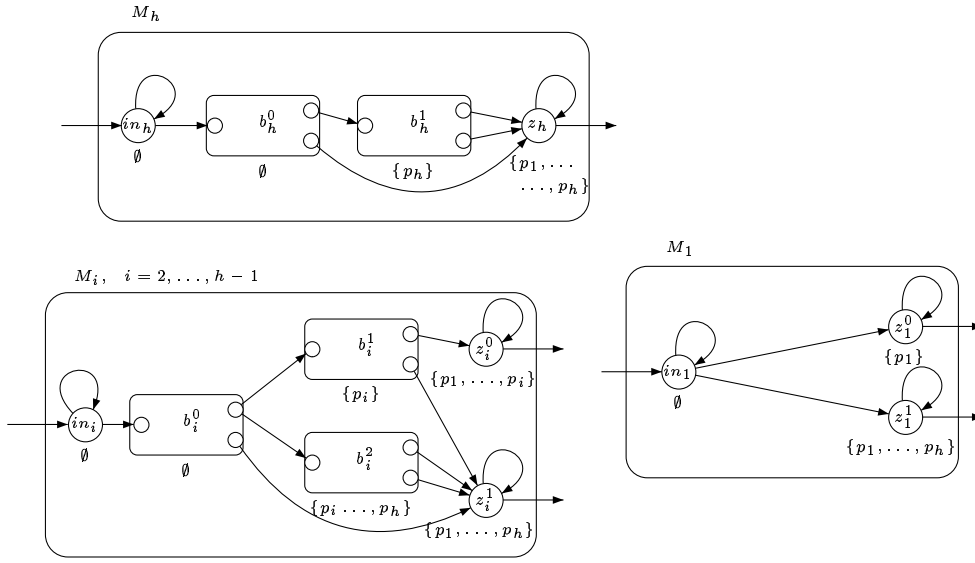 M_h
in_h
∅
b_h^0
∅
b_h^1
{p_h}
z_h
{p_1, ...
..., p_h}
M_i, i = 2, ..., h − 1
in_i
∅
b_i^0
∅
b_i^1
{p_i}
b_i^2
{p_i ..., p_h}
z_i^0
{p_1, ..., p_i}
z_i^1
{p_1, ..., p_h}
M_1
in_1
∅
z_1^0
{p_1}
z_1^1
{p_1, ..., p_h}